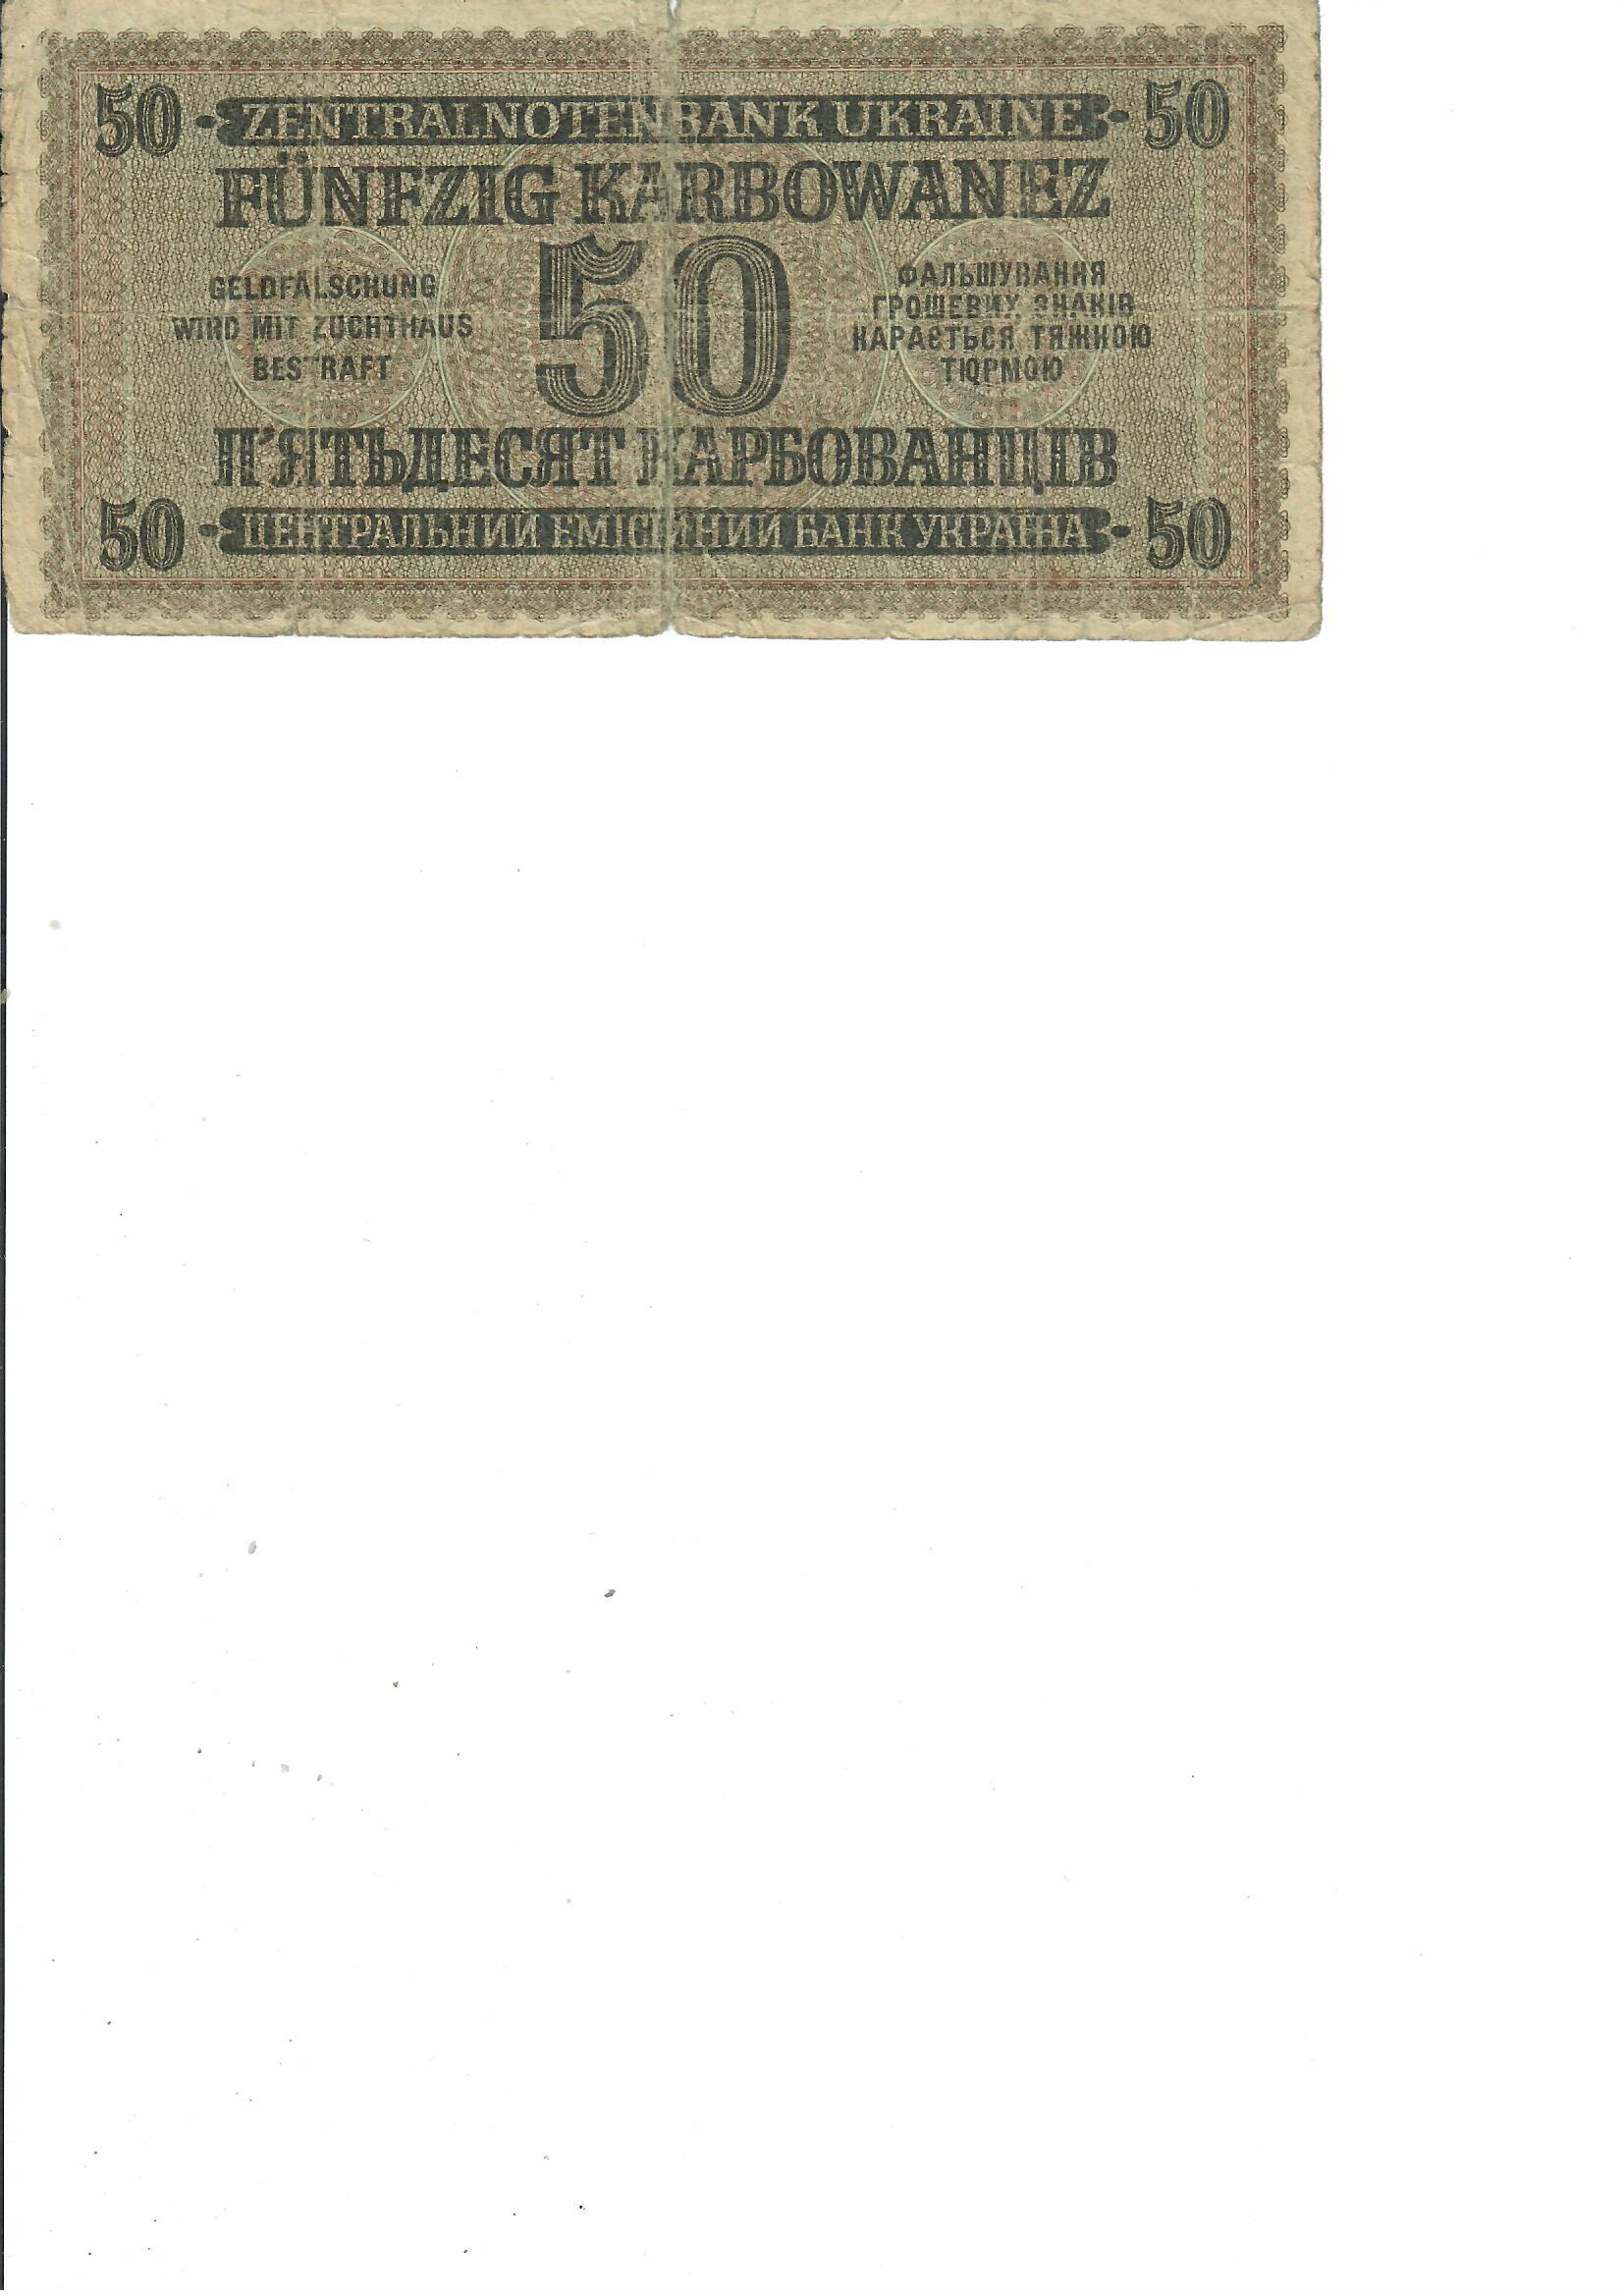 50 ZENTRALNOTENBANK UKRAINE 50
FÜNFZIG KARBOWANEZ
50
GELDFÄLSCHUNG
WIRD MIT ZUCHTHAUS
BESTRAFT
ФАЛЬШУВАННЯ
ГРОШЕВИХ ЗНАКІВ
КАРАЄТЬСЯ ТЯЖКОЮ
ТЮРМОЮ
П'ЯТЬДЕСЯТ КАРБОВАНЦІВ
50 ЦЕНТРАЛЬНИЙ ЕМІСІЙНИЙ БАНК УКРАЇНА 50